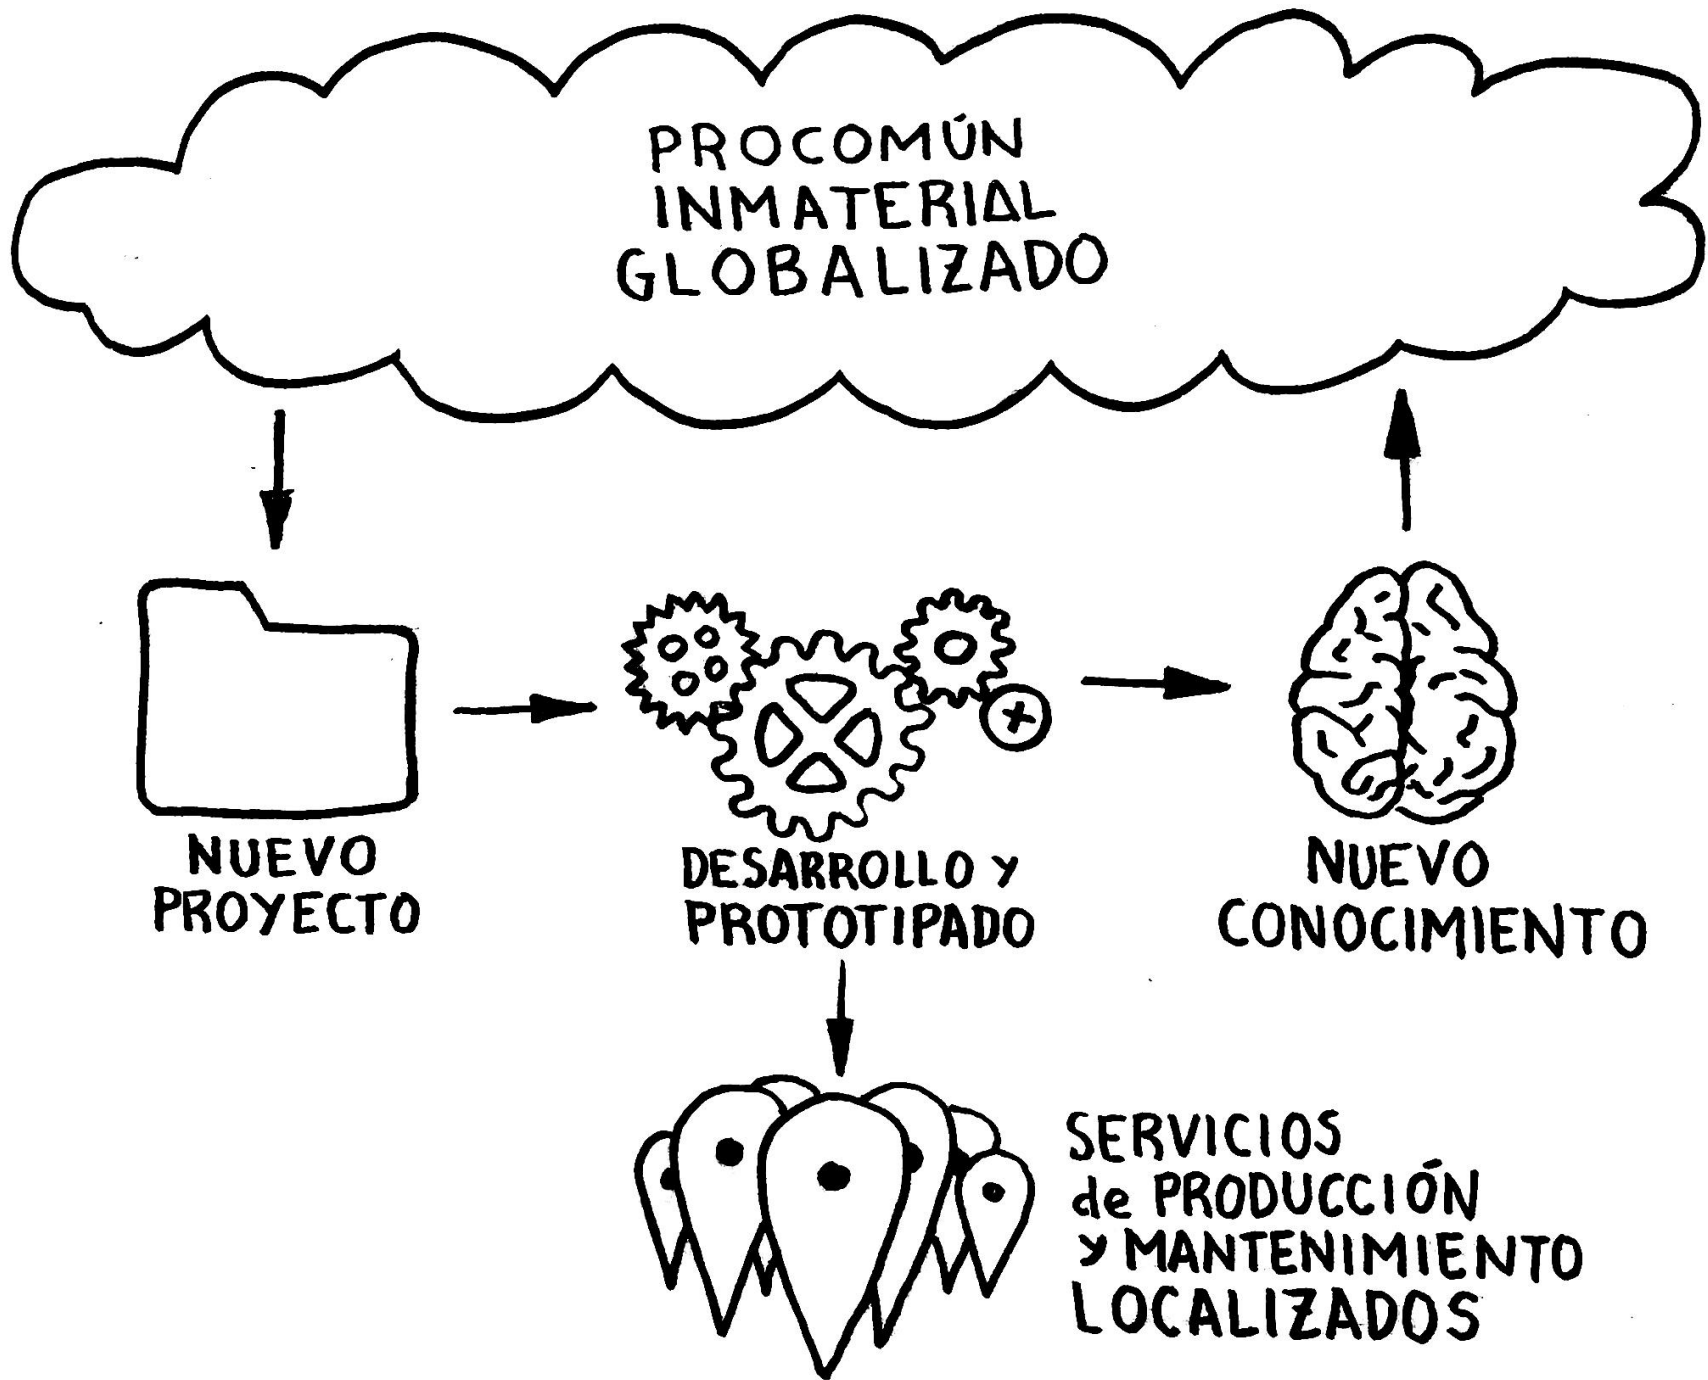 PROCOMÚN
INMATERIAL
GLOBALIZADO
NUEVO
PROYECTO
DESARROLLO Y
PROTOTIPADO
NUEVO
CONOCIMIENTO
SERVICIOS
de PRODUCCIÓN
y MANTENIMIENTO
LOCALIZADOS